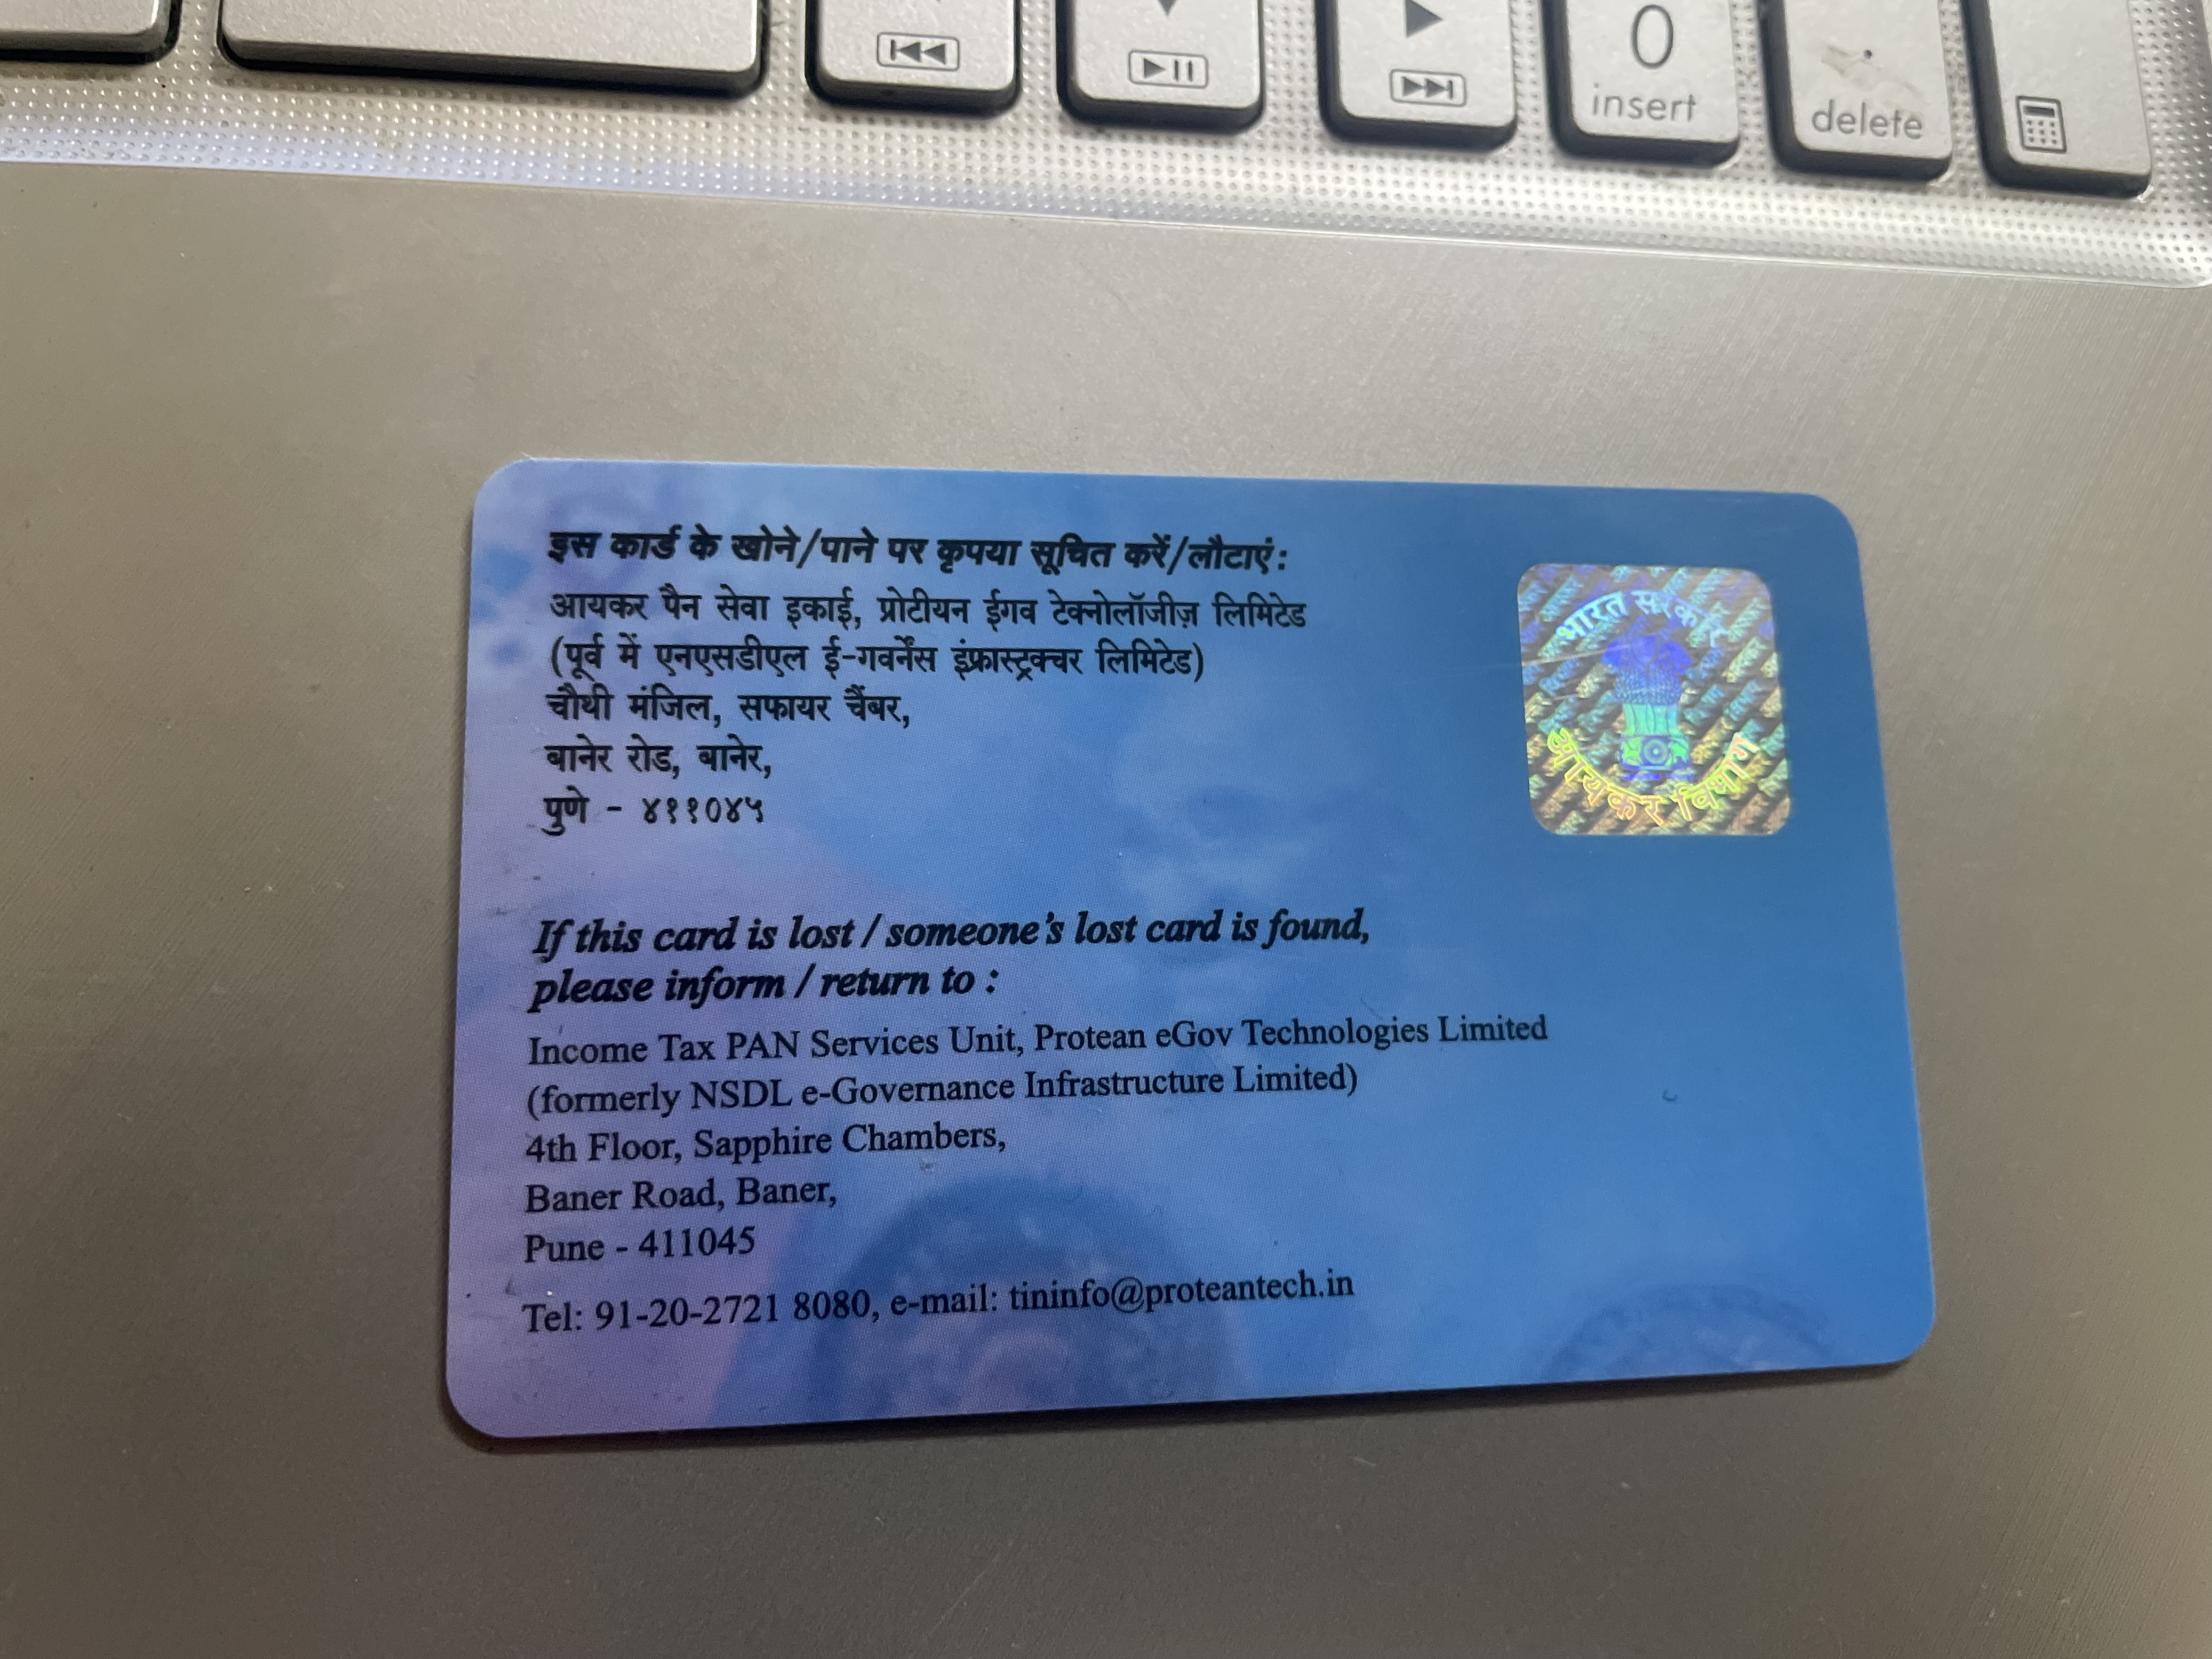 0
insert
delete
इस कार्ड के खोने/पाने पर कृपया सूचित करें/लौटाएं:
आयकर पैन सेवा इकाई, प्रोटीयन ईगव टेक्नोलॉजीज़ लिमिटेड
(पूर्व में एनएसडीएल ई-गवर्नेंस इंफ्रास्ट्रक्चर लिमिटेड)
चौथी मंजिल, सफायर चैंबर,
बानेर रोड, बानेर,
पुणे - ४११०४५
भारत सरकार
आयकर विभाग
If this card is lost / someone's lost card is found,
please inform / return to :
Income Tax PAN Services Unit, Protean eGov Technologies Limited
(formerly NSDL e-Governance Infrastructure Limited)
4th Floor, Sapphire Chambers,
Baner Road, Baner,
Pune - 411045
Tel: 91-20-2721 8080, e-mail: tininfo@proteantech.in